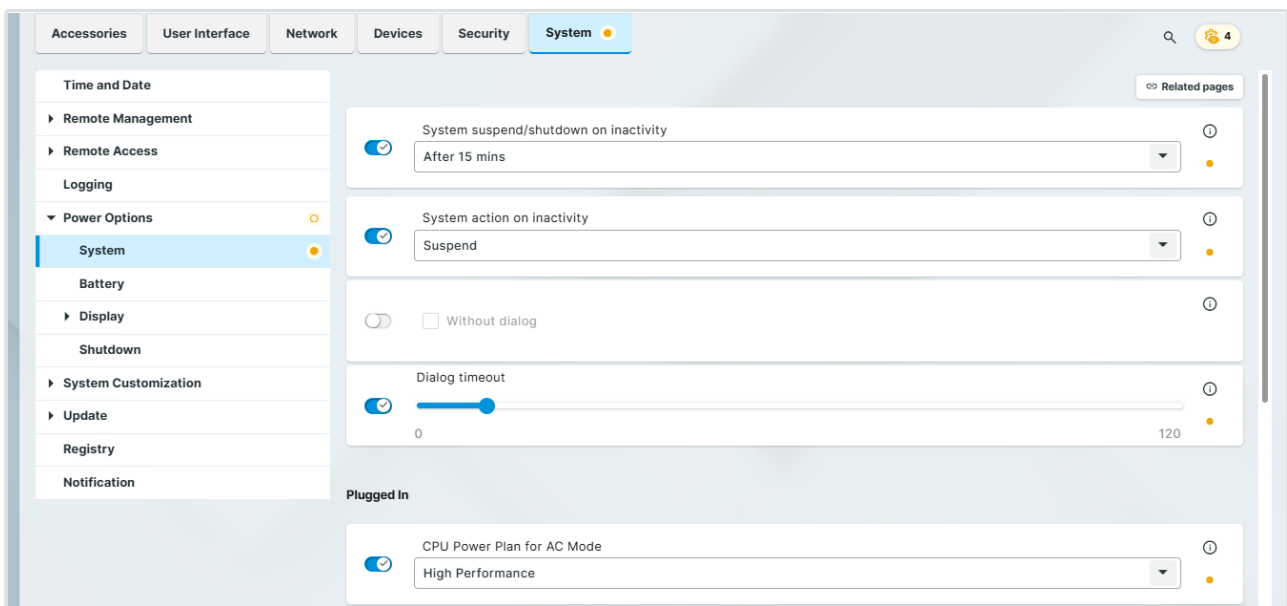 Accessories User Interface Network Devices Security System 4
Time and Date
Related pages
Remote Management
Remote Access
Logging
Power Options
System
Battery
Display
Shutdown
System Customization
Update
Registry
Notification
System suspend/shutdown on inactivity
After 15 mins
System action on inactivity
Suspend
Without dialog
Dialog timeout
0 120
Plugged In
CPU Power Plan for AC Mode
High Performance